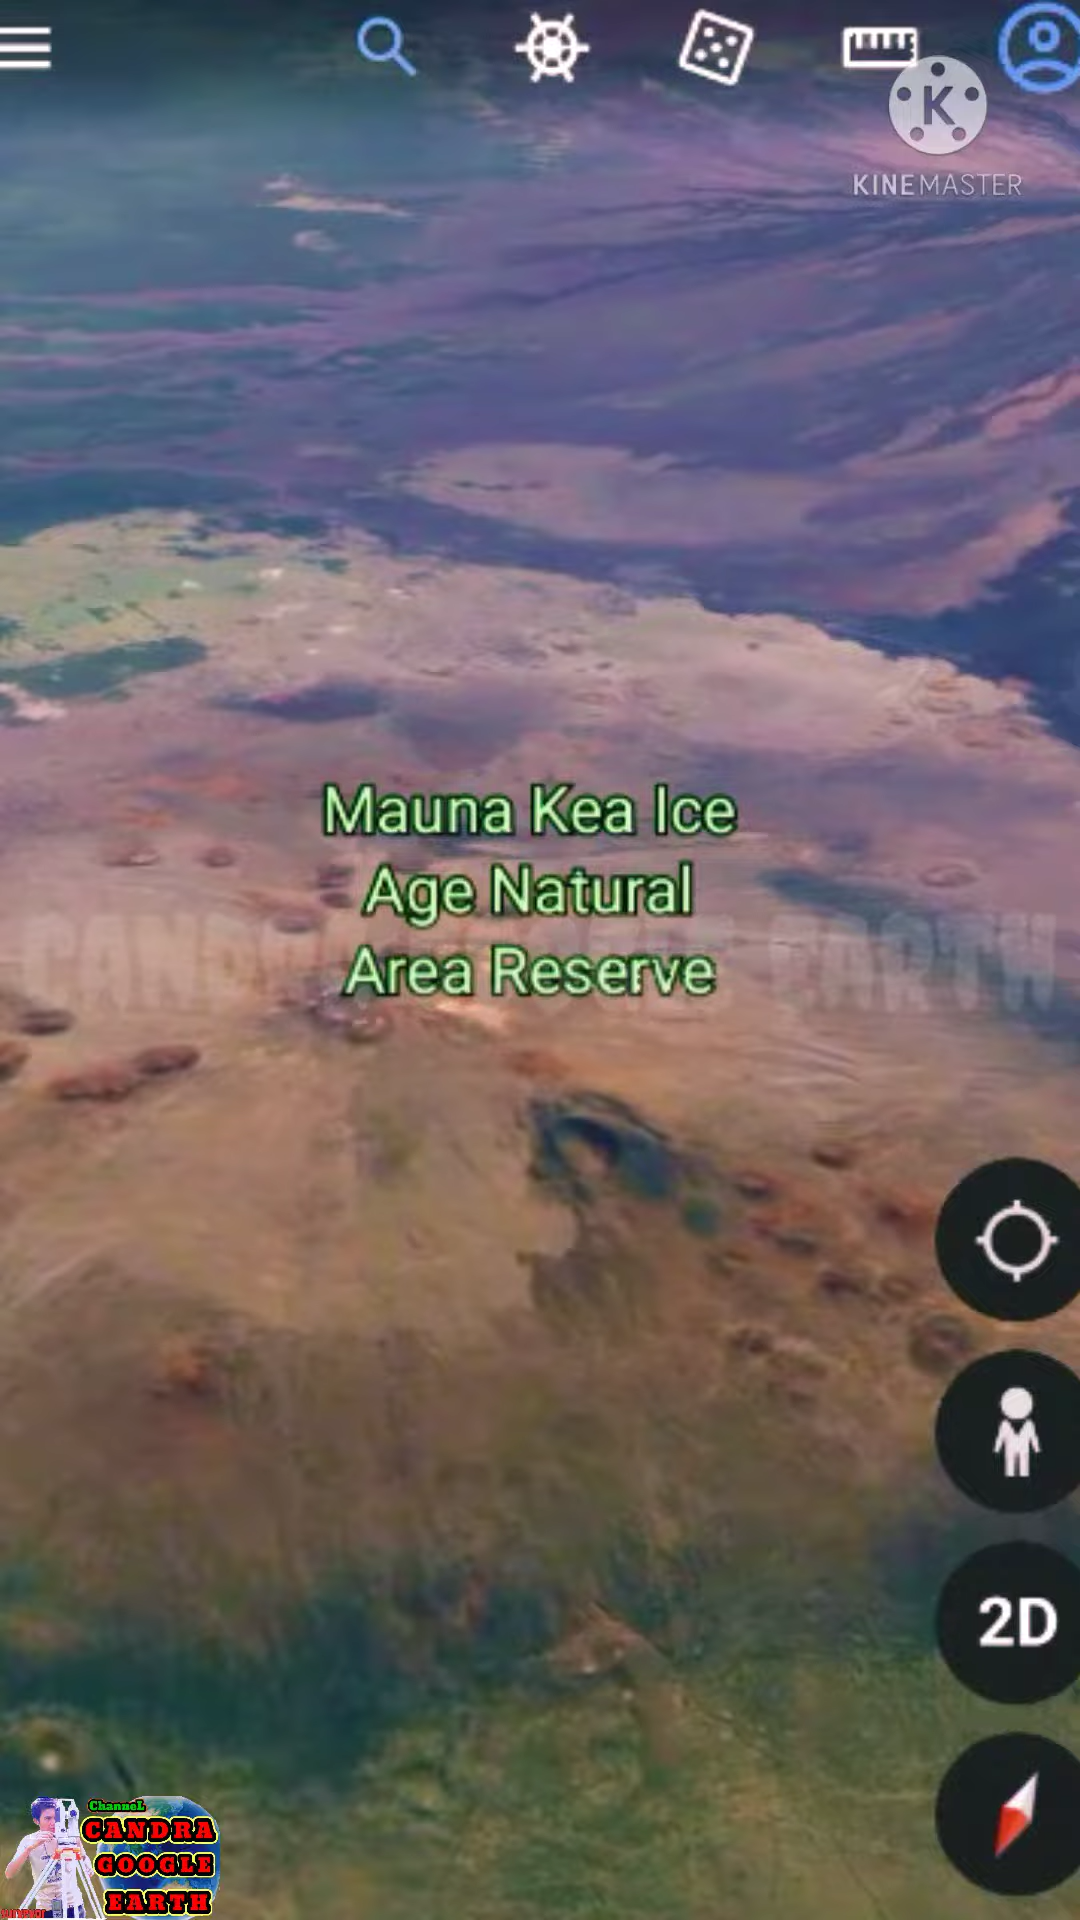 KINEMASTER
Mauna Kea Ice
Age Natural
Area Reserve
2D
ChanneL
CANDRA
GOOGLE
EARTH